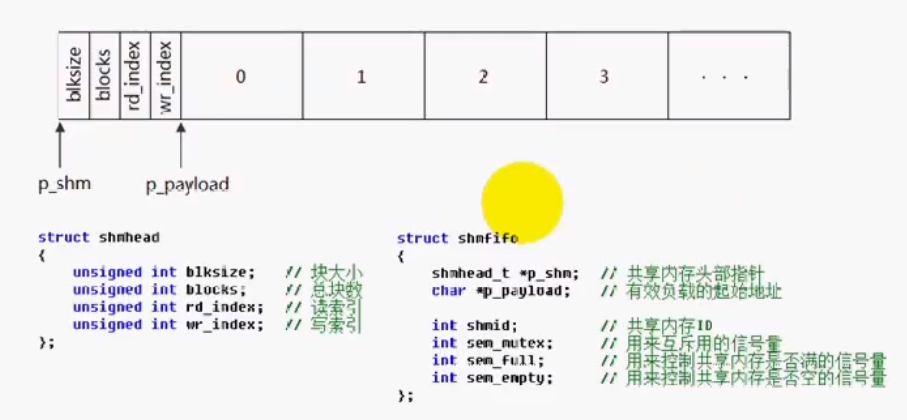 blksize
blocks
rd_index
wr_index
0
1
2
3
. . .
p_shm
p_payload
struct shmhead
{
unsigned int blksize; // 块大小
unsigned int blocks; // 总块数
unsigned int rd_index; // 读索引
unsigned int wr_index; // 写索引
};
struct shmfifo
{
shmhead_t *p_shm; // 共享内存头部指针
char *p_payload; // 有效负载的起始地址
int shmid; // 共享内存ID
int sem_mutex; // 用来互斥用的信号量
int sem_full; // 用来控制共享内存是否满的信号量
int sem_empty; // 用来控制共享内存是否空的信号量
};